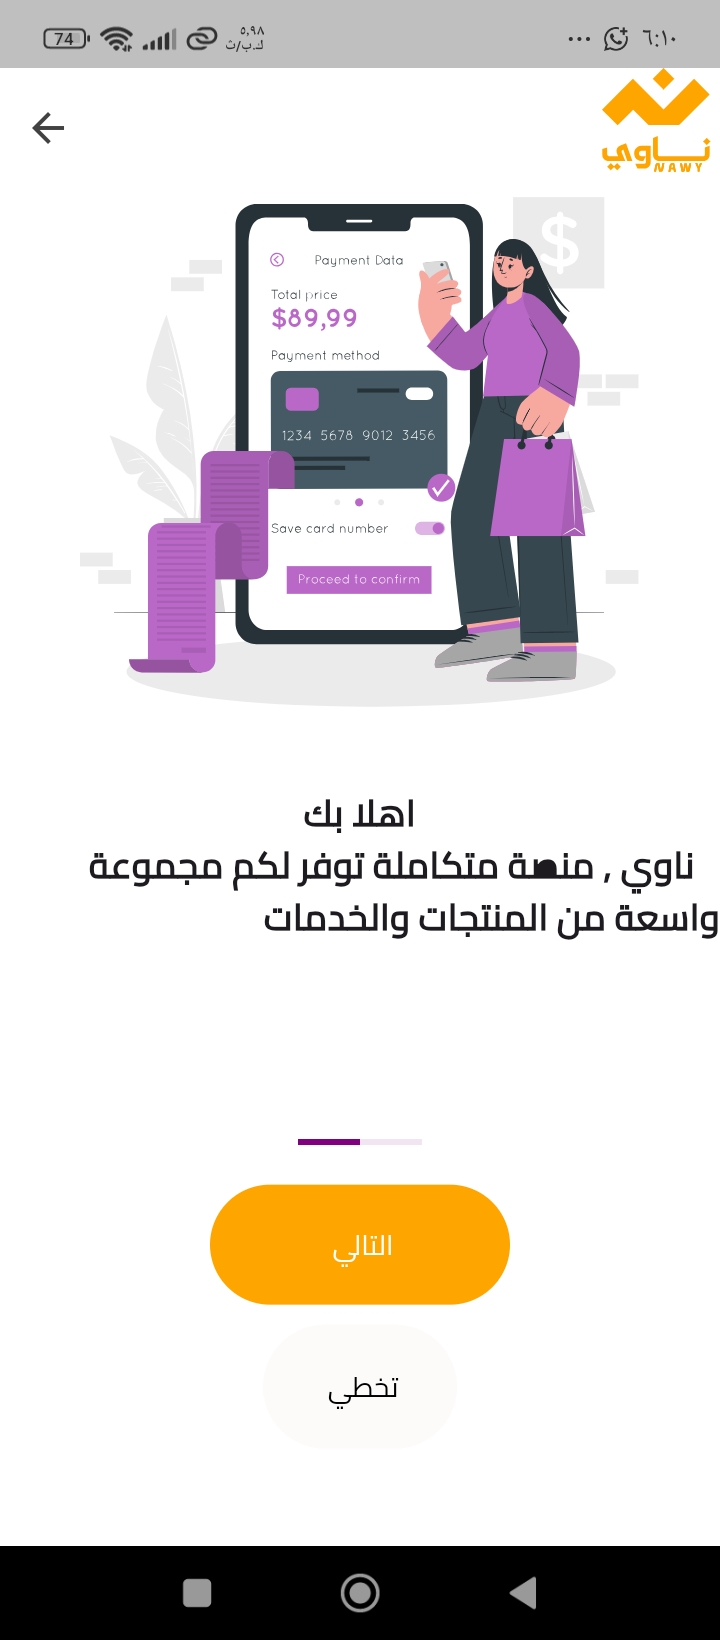 ٦:١٠
٥,٩٨
ك.ب/ث
74
ناوي
NAWY
$
Payment Data
Total price
$89,99
Payment method
1234 5678 9012 3456
Save card number
Proceed to confirm
اهلا بك
ناوي , منصة متكاملة توفر لكم مجموعة
واسعة من المنتجات والخدمات
التالي
تخطي